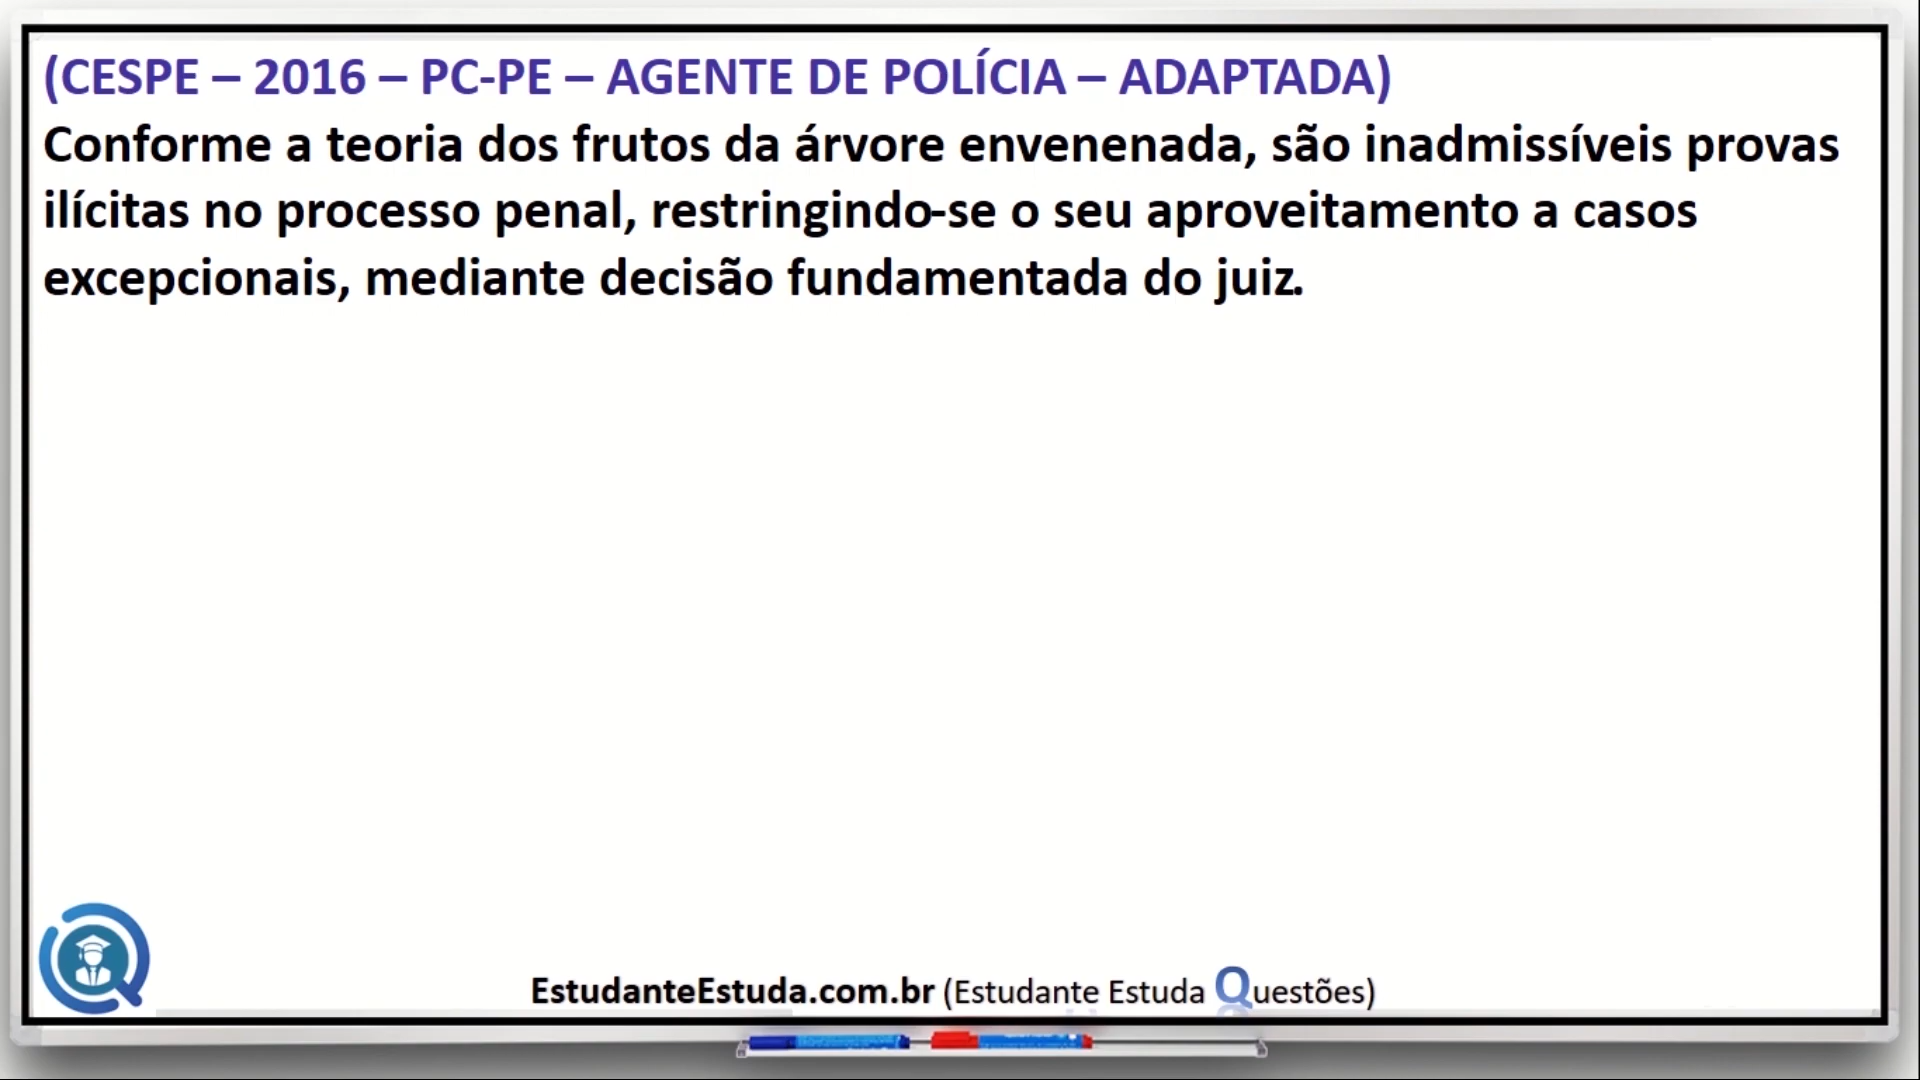 (CESPE – 2016 – PC-PE – AGENTE DE POLÍCIA – ADAPTADA)
Conforme a teoria dos frutos da árvore envenenada, são inadmissíveis provas
ilícitas no processo penal, restringindo-se o seu aproveitamento a casos
excepcionais, mediante decisão fundamentada do juiz.
EstudanteEstuda.com.br (Estudante Estuda Questões)